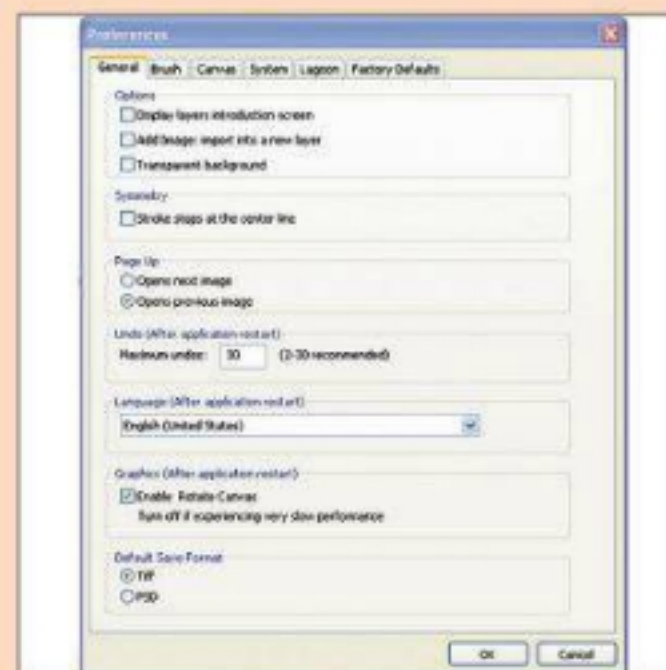 Preferences
General Brush Canvas System Lagoon Factory Defaults
Options
Display layers introduction screen
Add Image: import into a new layer
Transparent background
Symmetry
Stroke stops at the center line
Page Up
Opens next image
Opens previous image
Undo (After application restart)
Maximum undos: 30 (2-30 recommended)
Language (After application restart)
English (United States)
Graphics (After application restart)
Enable Rotate Canvas
Turn off if experiencing very slow performance
Default Save Format
TIFF
PSD
OK Cancel